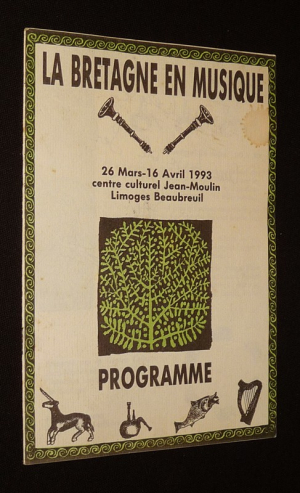 LA BRETAGNE EN MUSIQUE
26 Mars-16 Avril 1993
centre culturel Jean-Moulin
Limoges Beaubreuil
PROGRAMME